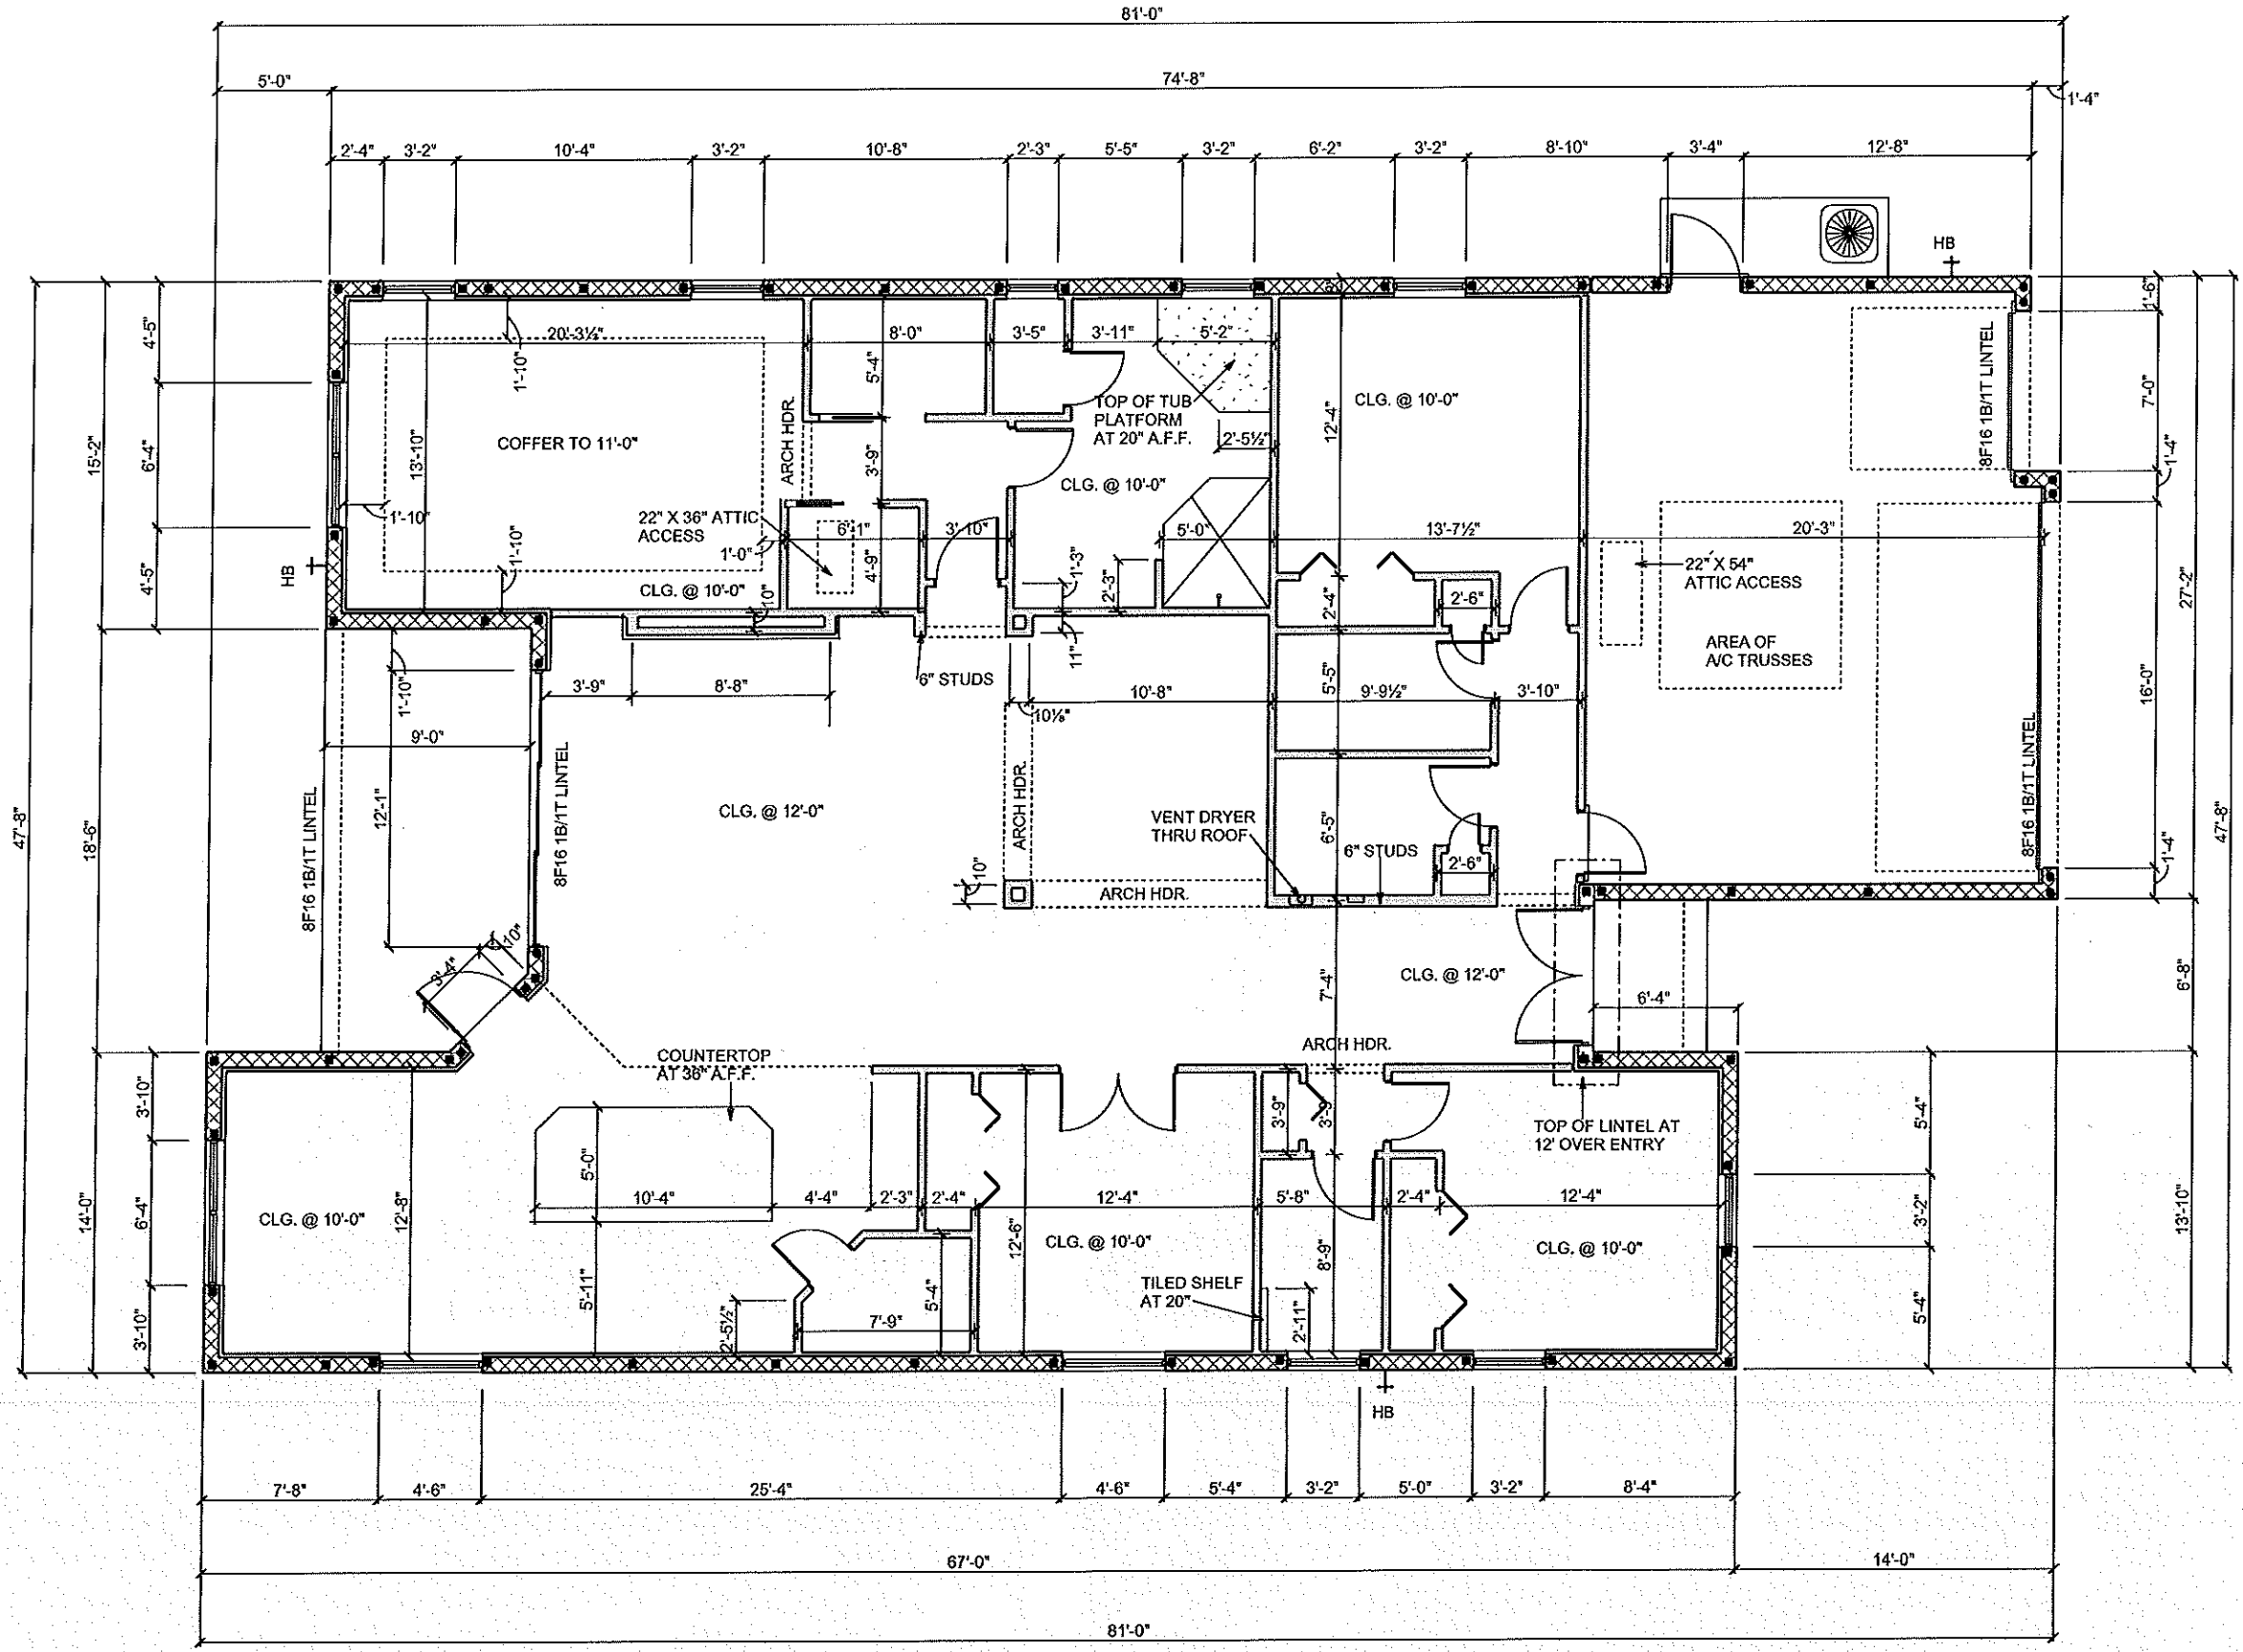 81'-0"
5'-0"
74'-8"
1'-4"
2'-4"
3'-2"
10'-4"
3'-2"
10'-8"
2'-3"
5'-5"
3'-2"
6'-2"
3'-2"
8'-10"
3'-4"
12'-8"
HB
47'-8"
15'-2"
4'-5"
6'-4"
4'-5"
HB
20'-3½"
1'-10"
13'-10"
COFFER TO 11'-0"
1'-10"
1'-10"
CLG. @ 10'-0"
ARCH HDR.
8'-0"
5'-4"
3'-9"
3'-5"
3'-11"
5'-2"
TOP OF TUB
PLATFORM
AT 20" A.F.F.
2'-5½"
CLG. @ 10'-0"
22" X 36" ATTIC
ACCESS
1'-0"
6'-1"
3'-10"
4'-9"
10"
1'-3"
2'-3"
5'-0"
11"
12'-4"
CLG. @ 10'-0"
13'-7½"
2'-4"
2'-6"
20'-3"
22" X 54"
ATTIC ACCESS
AREA OF
A/C TRUSSES
8F16 1B/1T LINTEL
8F16 1B/1T LINTEL
1'-6"
7'-0"
1'-4"
16'-0"
1'-4"
27'-2"
47'-8"
18'-6"
8F16 1B/1T LINTEL
9'-0"
1'-10"
12'-1"
8F16 1B/1T LINTEL
3'-9"
8'-8"
6" STUDS
10'-8"
10⅛"
9'-9½"
3'-10"
5'-5"
CLG. @ 12'-0"
ARCH HDR.
10"
ARCH HDR.
VENT DRYER
THRU ROOF
6'-5"
6" STUDS
2'-6"
10"
3'-4"
7'-4"
CLG. @ 12'-0"
6'-4"
6'-8"
ARCH HDR.
COUNTERTOP
AT 36" A.F.F.
TOP OF LINTEL AT
12' OVER ENTRY
14'-0"
3'-10"
6'-4"
3'-10"
CLG. @ 10'-0"
12'-8"
5'-0"
10'-4"
4'-4"
2'-3"
2'-4"
12'-4"
5'-8"
2'-4"
12'-4"
3'-9"
3'-9"
5'-11"
2'-5½"
7'-9"
5'-4"
12'-6"
CLG. @ 10'-0"
8'-9"
TILED SHELF
AT 20"
2'-11"
CLG. @ 10'-0"
5'-4"
3'-2"
5'-4"
13'-10"
HB
7'-8"
4'-6"
25'-4"
4'-6"
5'-4"
3'-2"
5'-0"
3'-2"
8'-4"
67'-0"
14'-0"
81'-0"